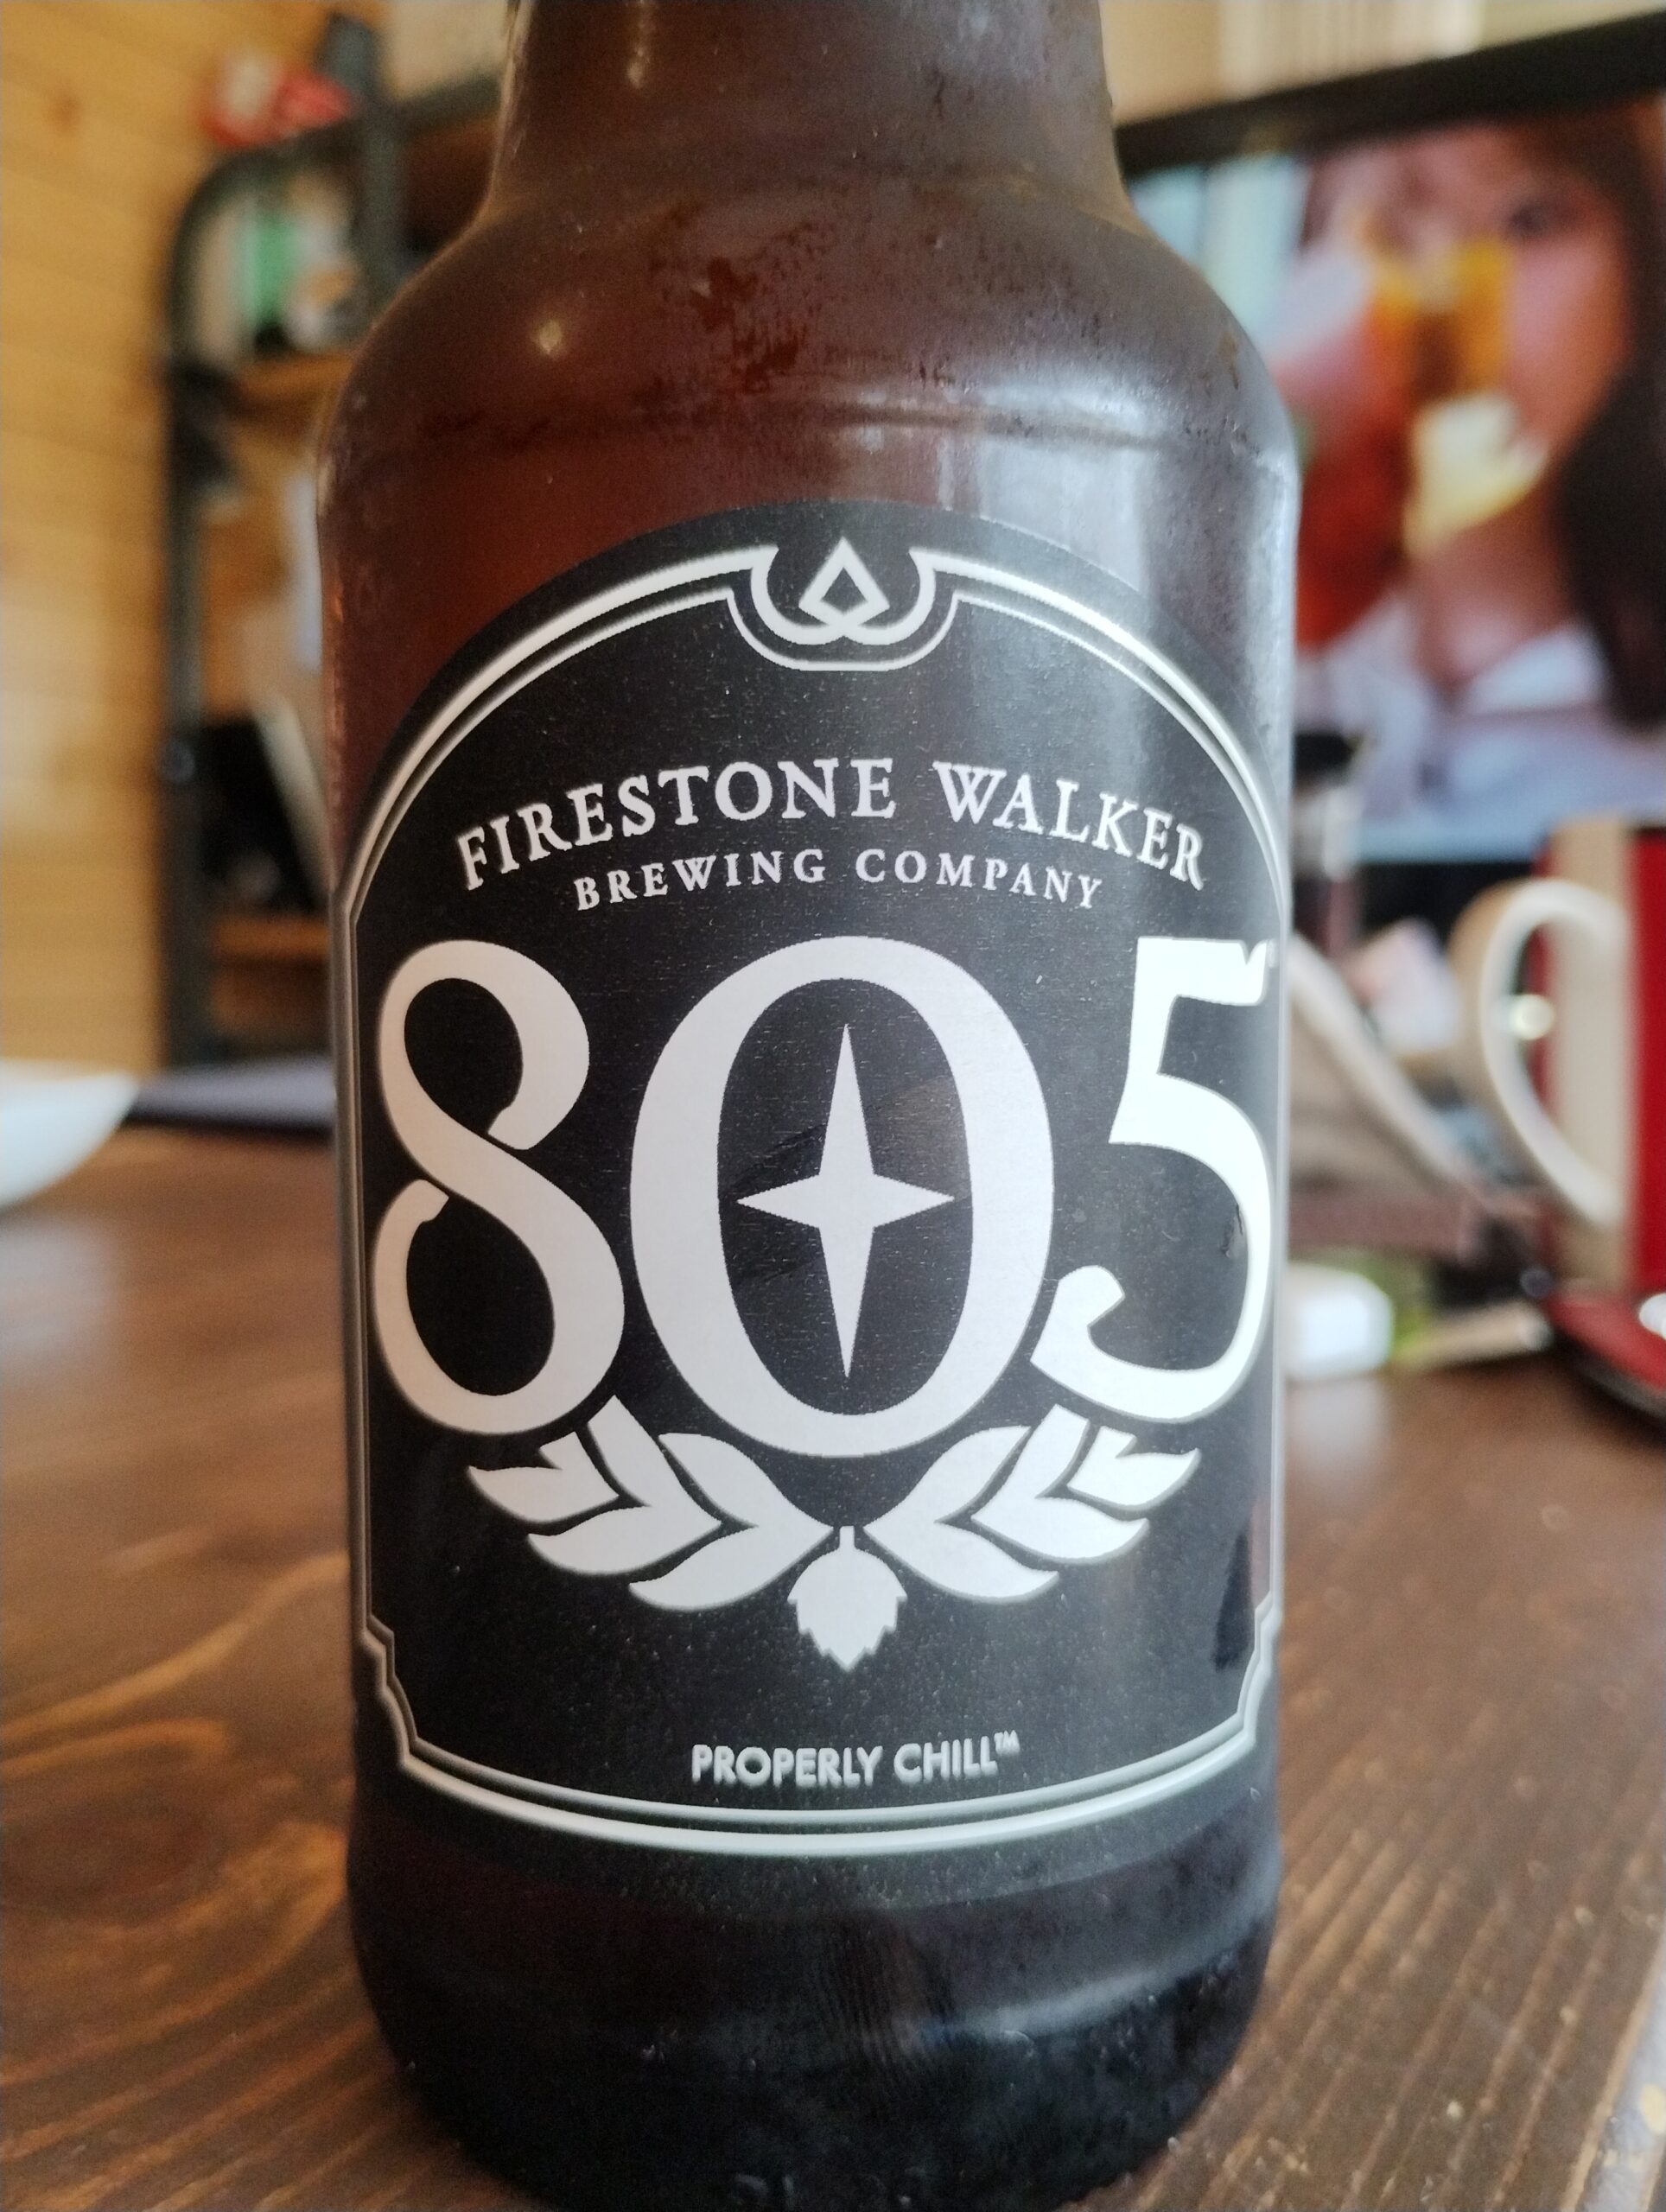 FIRESTONE WALKER
BREWING COMPANY
805
PROPERLY CHILL™